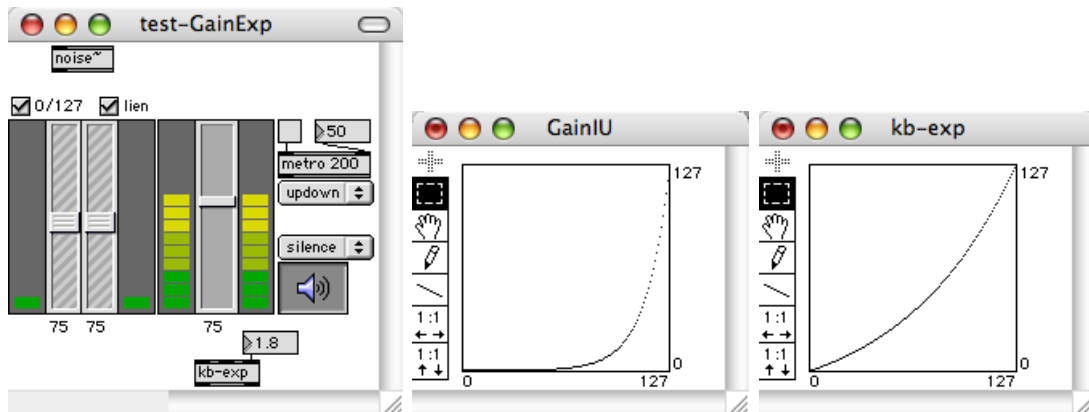 test-GainExp
noise~
0/127
lien
50
metro 200
updown
silence
75
75
75
1.8
kb-exp
GainIU
127
1:1
1:1
0
0
127
kb-exp
127
1:1
1:1
0
0
127